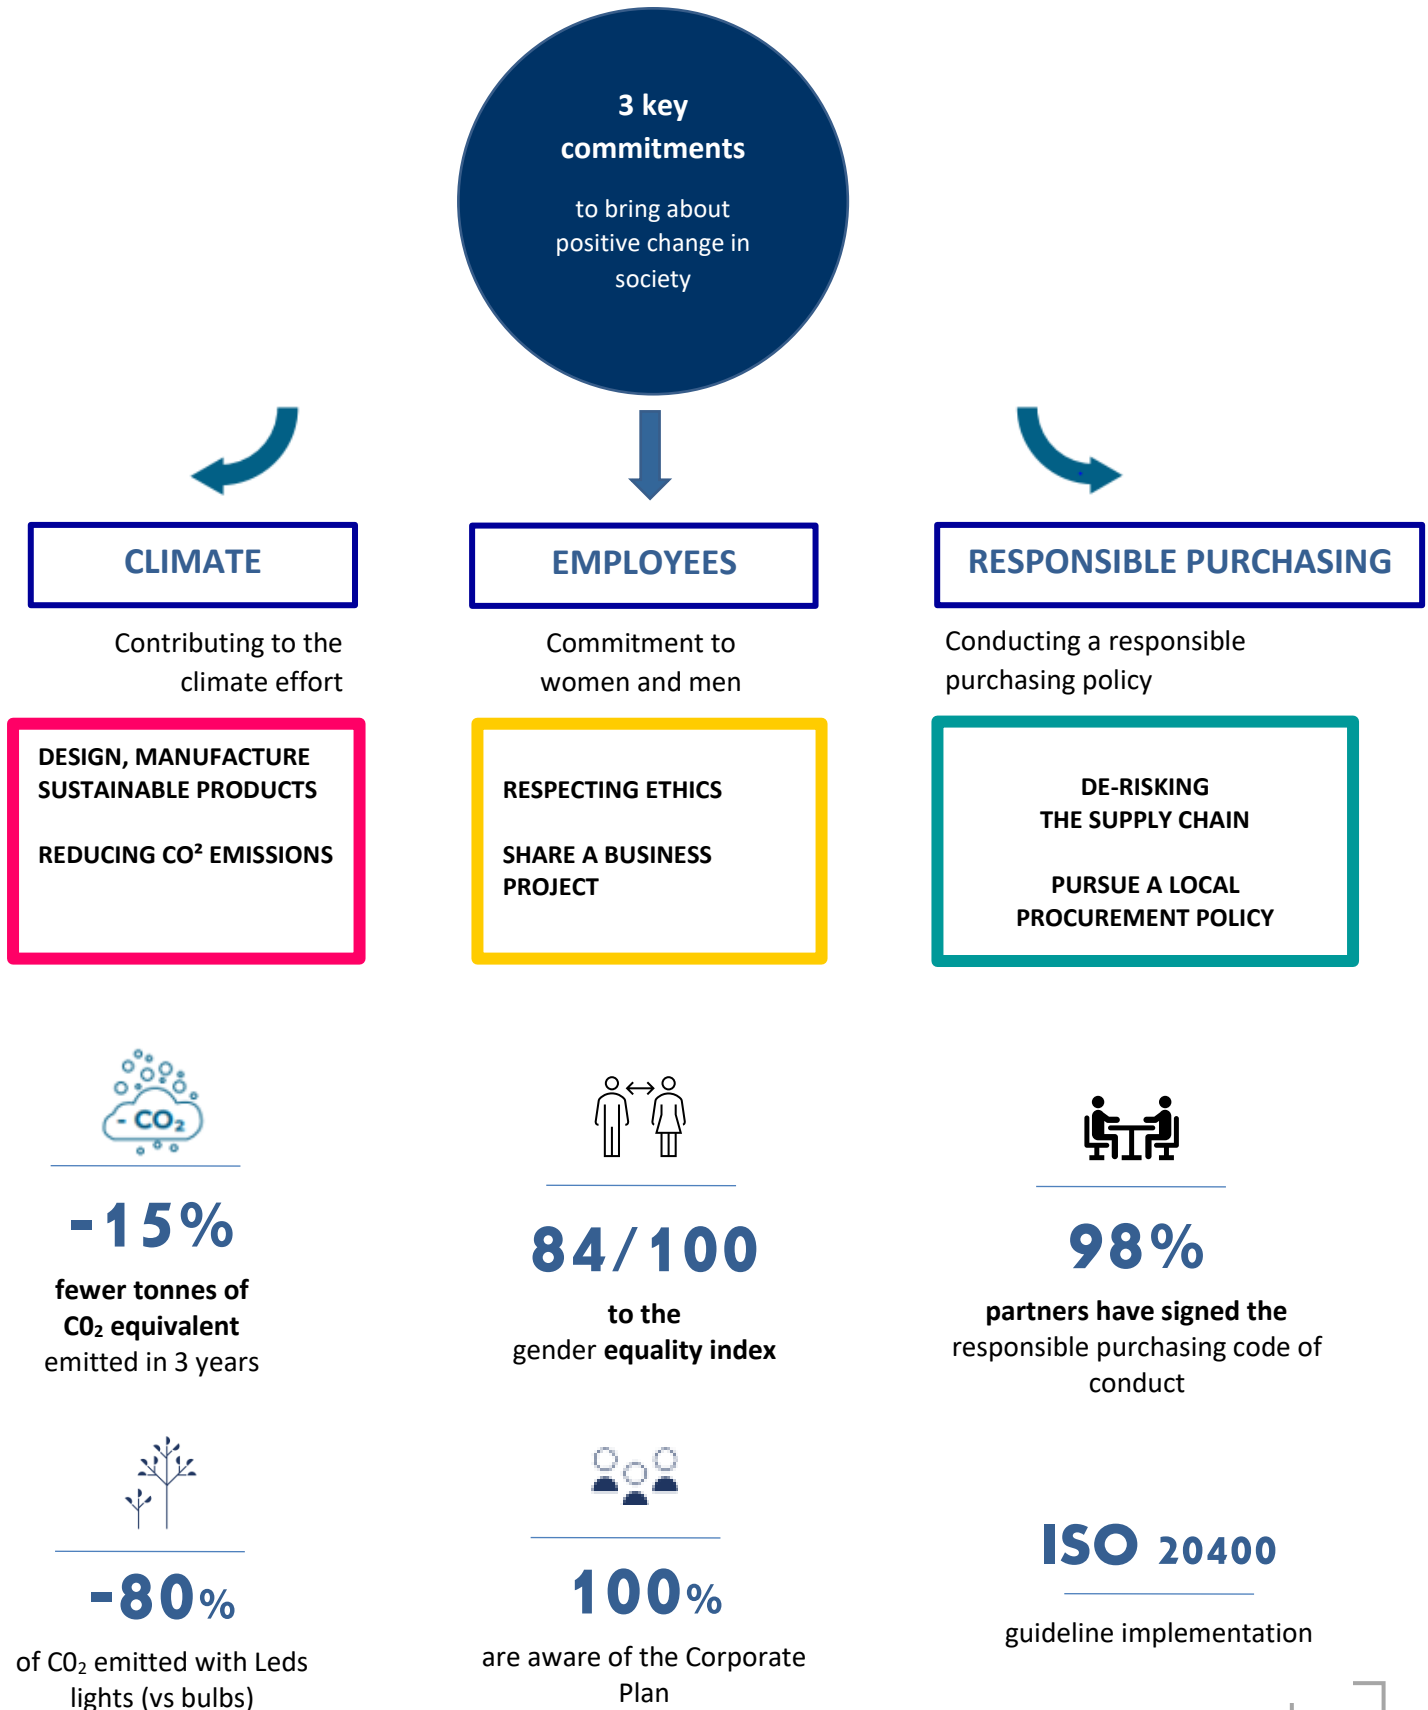 3 key
commitments
to bring about
positive change in
society
CLIMATE
Contributing to the
climate effort
DESIGN, MANUFACTURE
SUSTAINABLE PRODUCTS
REDUCING CO² EMISSIONS
- CO₂
-15%
fewer tonnes of
C0₂ equivalent
emitted in 3 years
-80%
of C0₂ emitted with Leds
lights (vs bulbs)
EMPLOYEES
Commitment to
women and men
RESPECTING ETHICS
SHARE A BUSINESS
PROJECT
84/100
to the
gender equality index
100%
are aware of the Corporate
Plan
RESPONSIBLE PURCHASING
Conducting a responsible
purchasing policy
DE-RISKING
THE SUPPLY CHAIN
PURSUE A LOCAL
PROCUREMENT POLICY
98%
partners have signed the
responsible purchasing code of
conduct
ISO 20400
guideline implementation